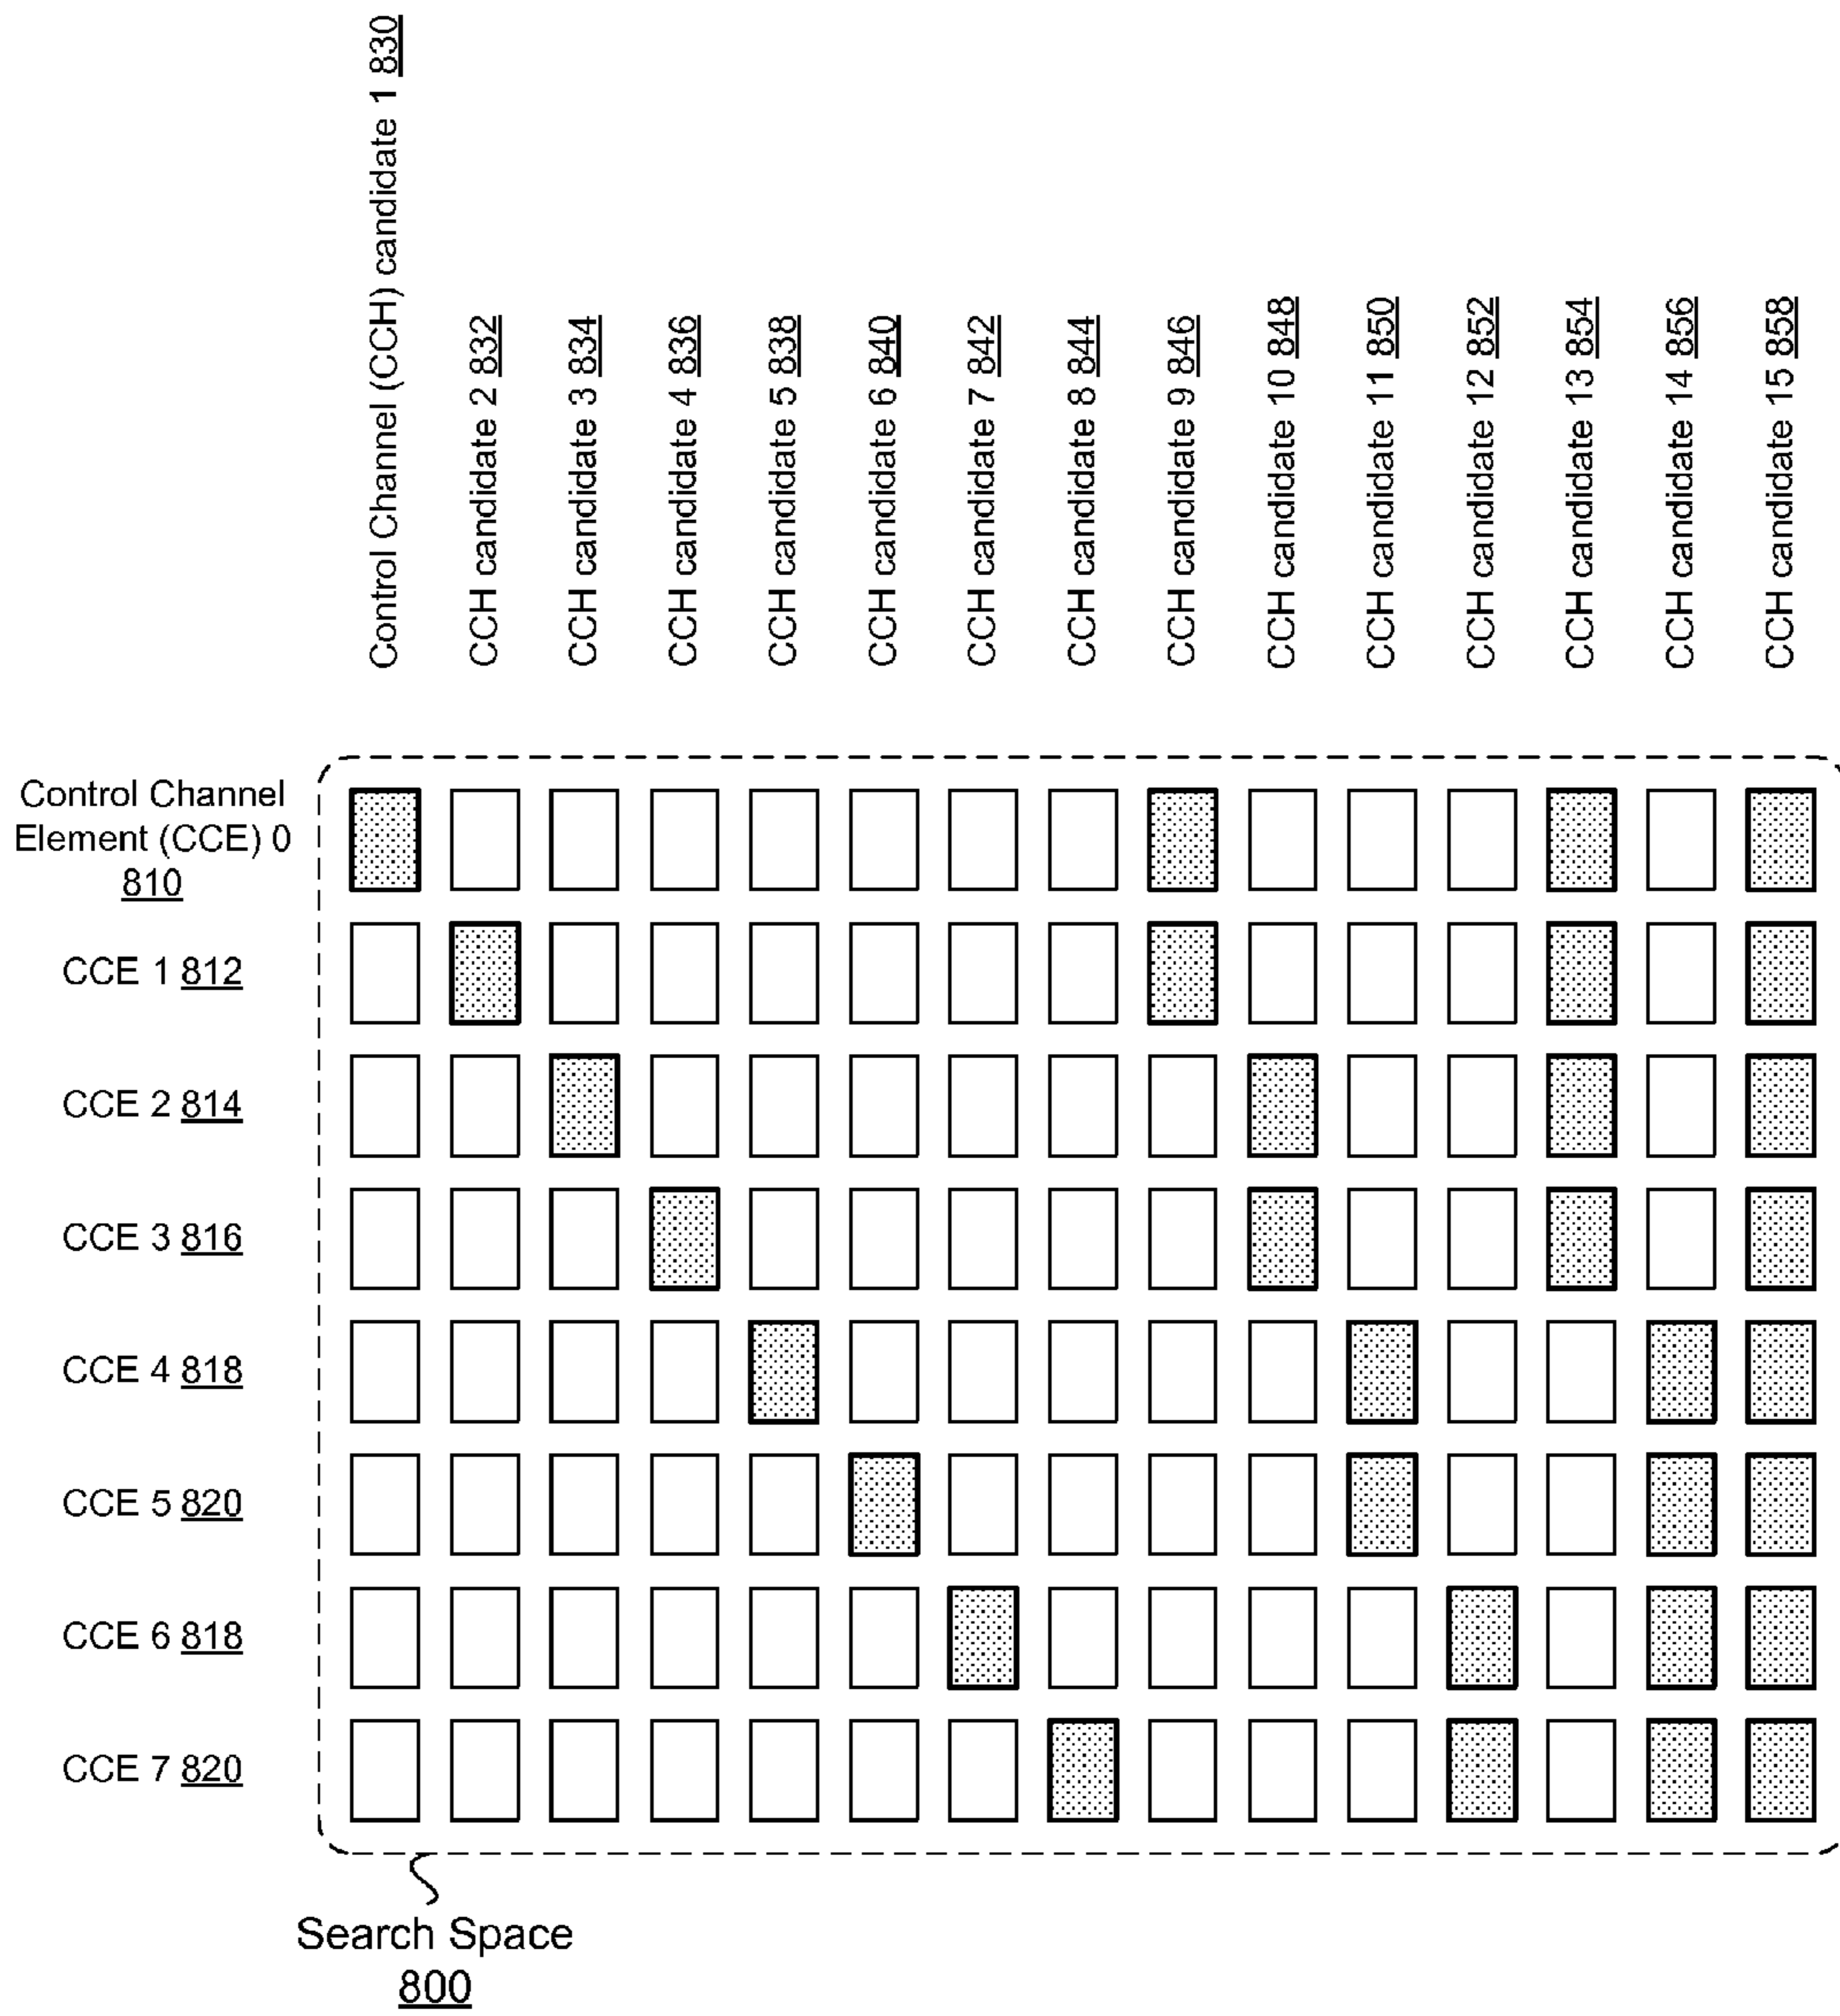 Control Channel (CCH) candidate 1 830
CCH candidate 2 832
CCH candidate 3 834
CCH candidate 4 836
CCH candidate 5 838
CCH candidate 6 840
CCH candidate 7 842
CCH candidate 8 844
CCH candidate 9 846
CCH candidate 10 848
CCH candidate 11 850
CCH candidate 12 852
CCH candidate 13 854
CCH candidate 14 856
CCH candidate 15 858
Control Channel
Element (CCE) 0
810
CCE 1 812
CCE 2 814
CCE 3 816
CCE 4 818
CCE 5 820
CCE 6 818
CCE 7 820
Search Space
800